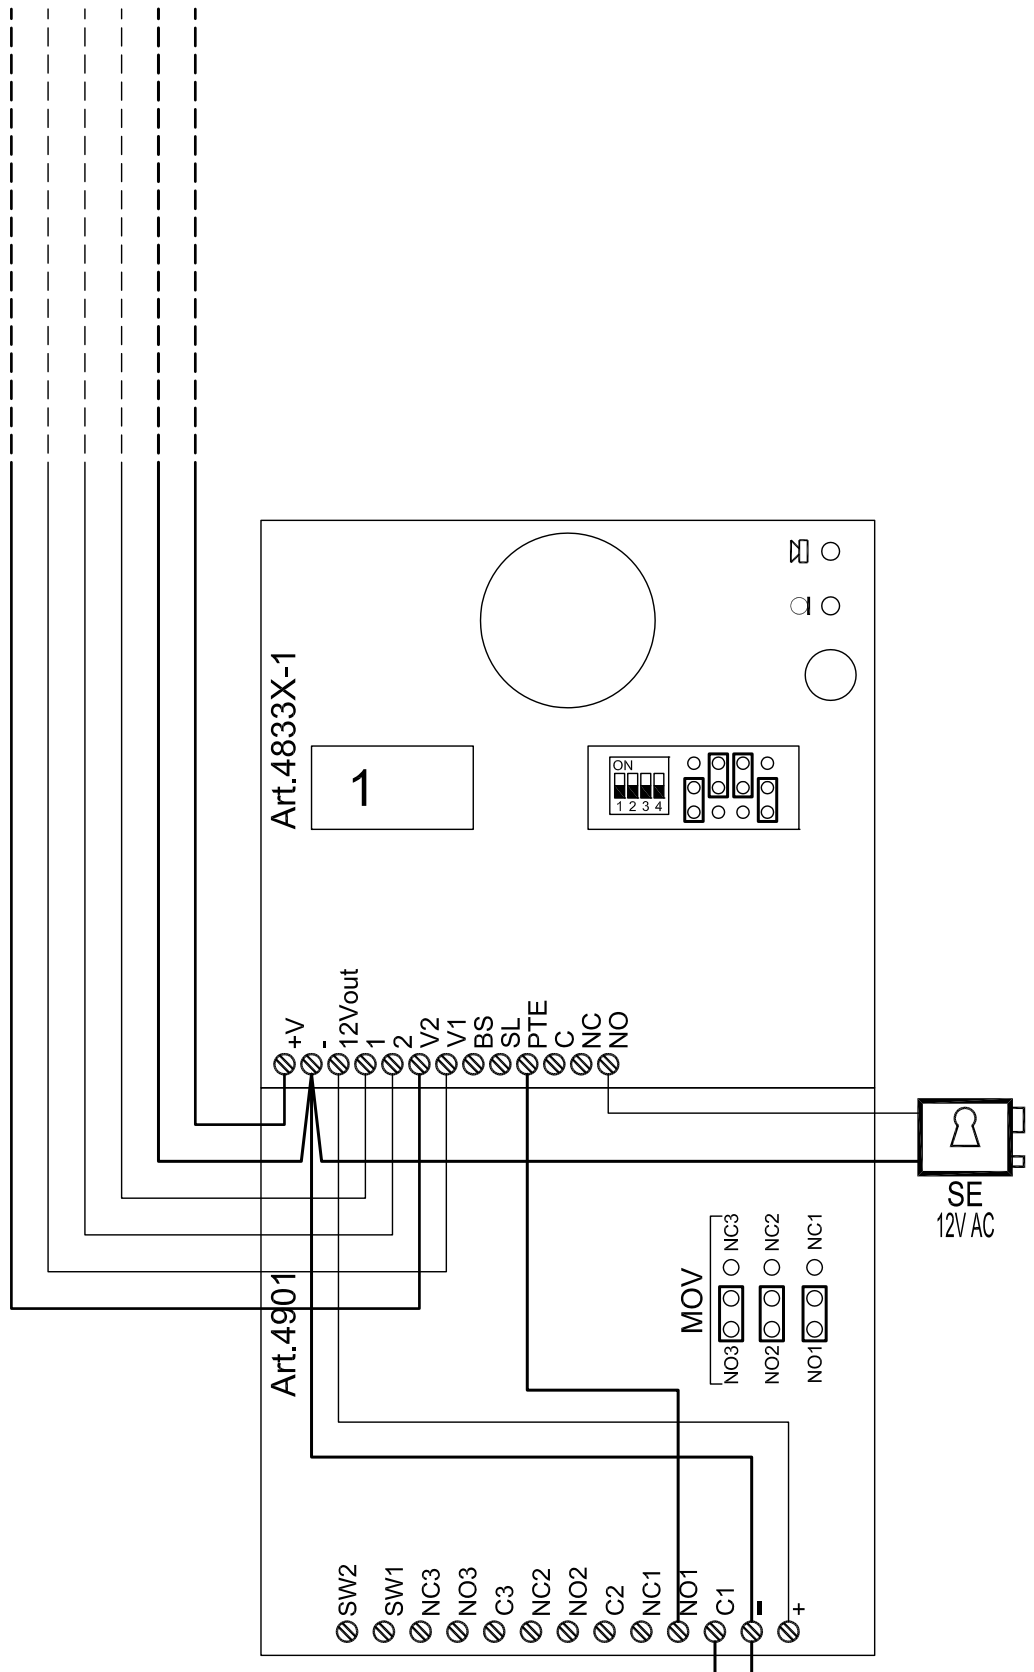 Art.4833X-1
1
ON
1 2 3 4
+V
-
12Vout
1
2
V2
V1
BS
SL
PTE
C
NC
NO
SE
12V AC
Art.4901
MOV
NC3
NC2
NC1
NO3
NO2
NO1
SW2
SW1
NC3
NO3
C3
NC2
NO2
C2
NC1
NO1
C1
-
+